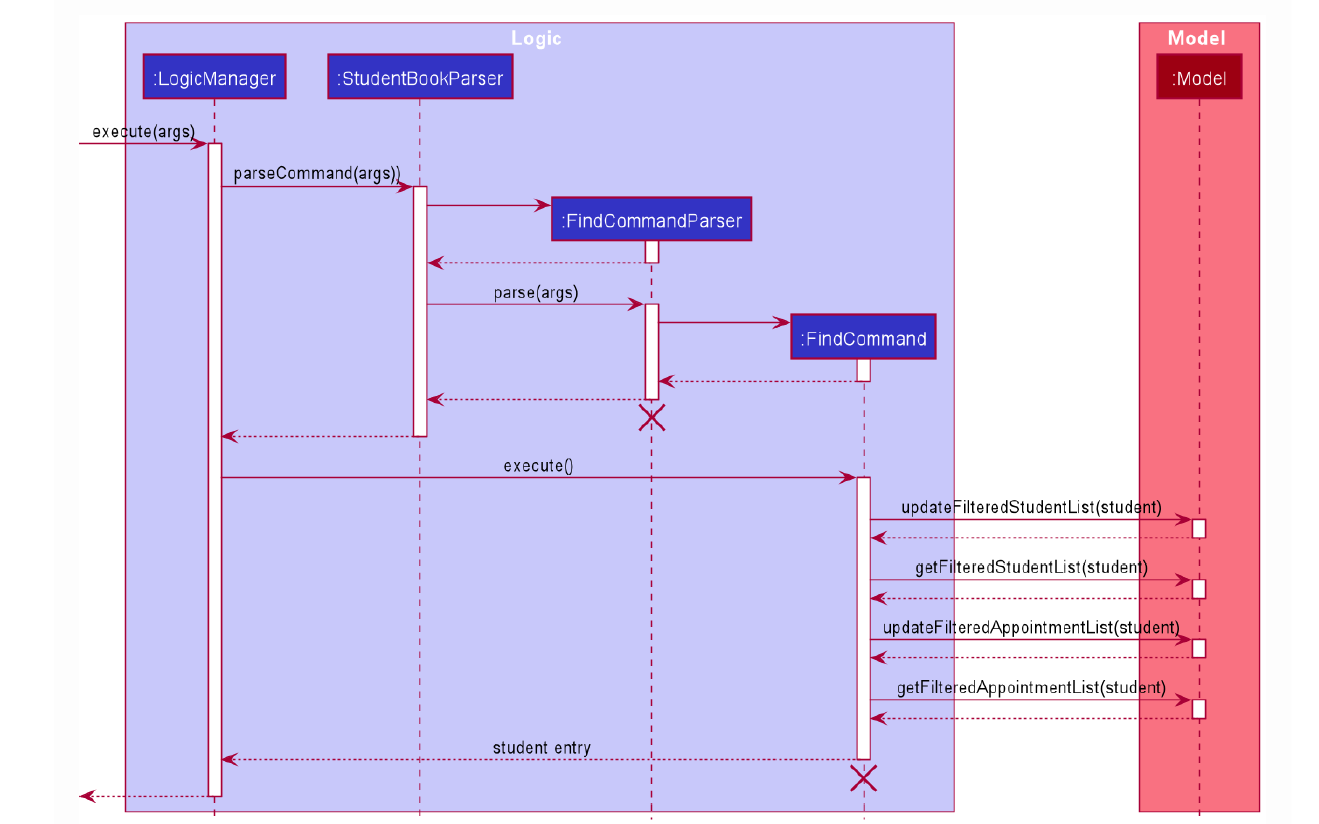 Logic
Model
:LogicManager
:StudentBookParser
:Model
execute(args)
parseCommand(args))
:FindCommandParser
parse(args)
:FindCommand
execute()
updateFilteredStudentList(student)
getFilteredStudentList(student)
updateFilteredAppointmentList(student)
getFilteredAppointmentList(student)
student entry